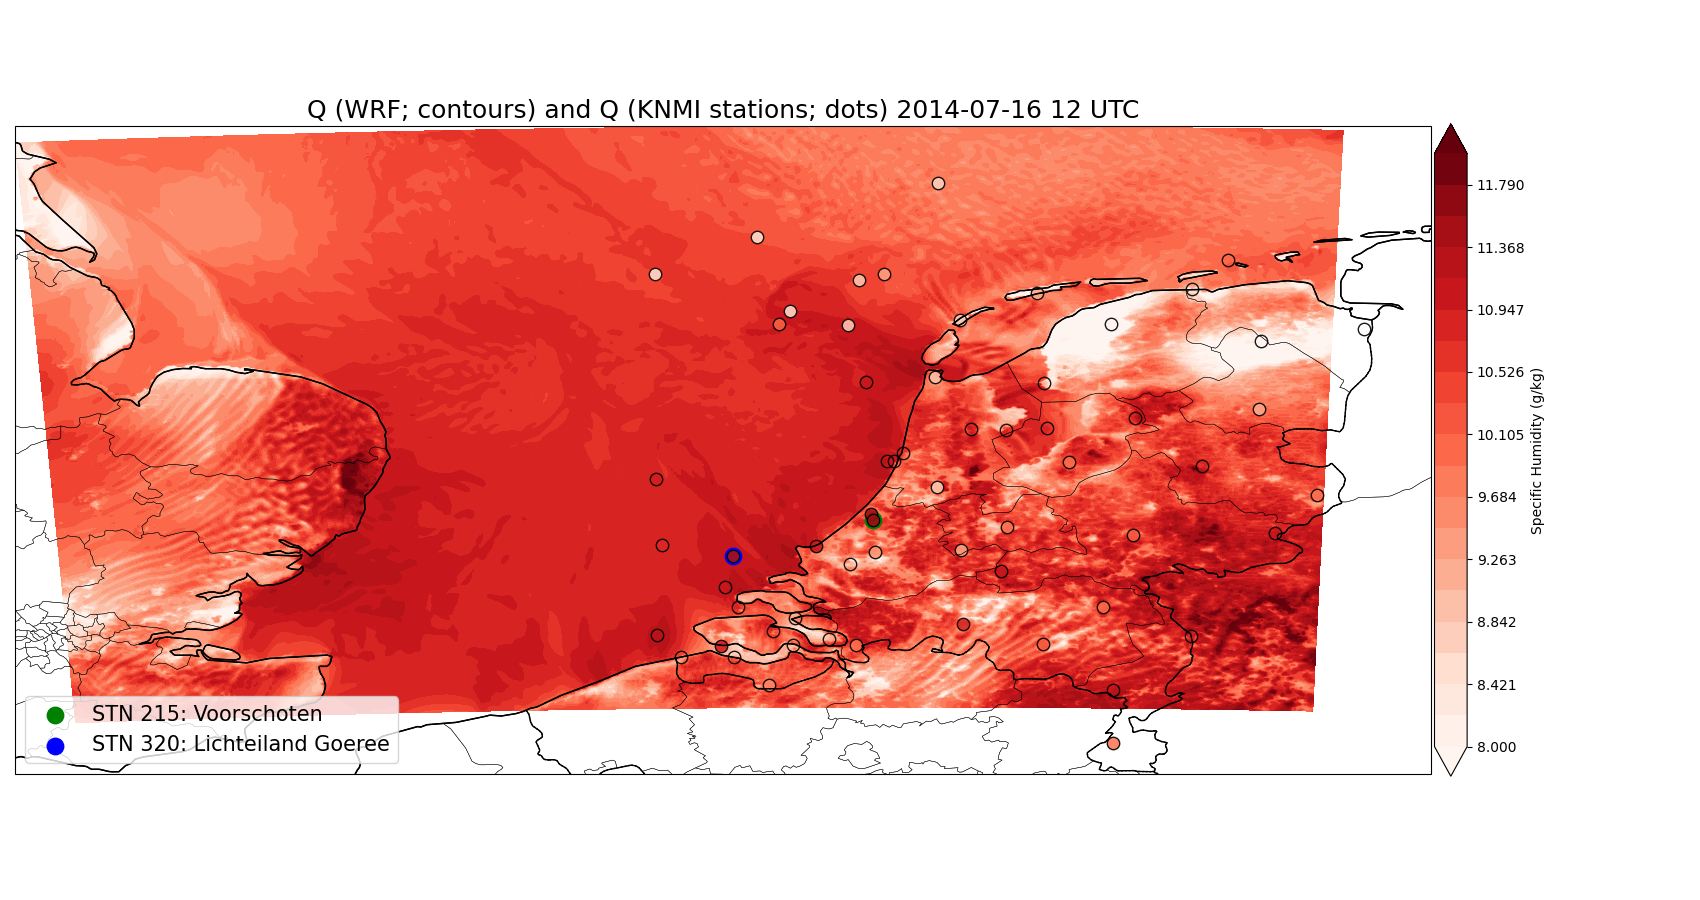 Q (WRF; contours) and Q (KNMI stations; dots) 2014-07-16 12 UTC
11.790
11.368
10.947
10.526
10.105
9.684
9.263
8.842
8.421
8.000
Specific Humidity (g/kg)
STN 215: Voorschoten
STN 320: Lichteiland Goeree